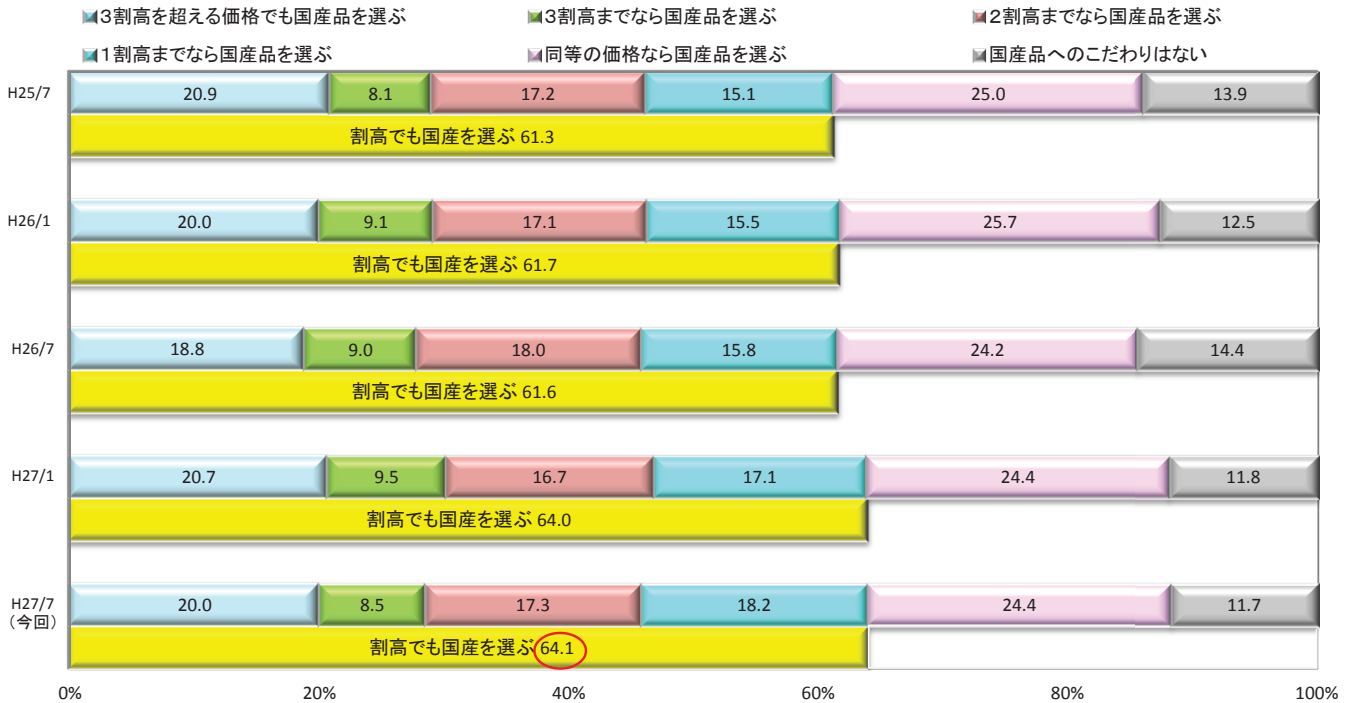 ３割高を超える価格でも国産品を選ぶ ３割高までなら国産品を選ぶ ２割高までなら国産品を選ぶ
１割高までなら国産品を選ぶ 同等の価格なら国産品を選ぶ 国産品へのこだわりはない
H25/7 20.9 8.1 17.2 15.1 25.0 13.9
割高でも国産を選ぶ 61.3
H26/1 20.0 9.1 17.1 15.5 25.7 12.5
割高でも国産を選ぶ 61.7
H26/7 18.8 9.0 18.0 15.8 24.2 14.4
割高でも国産を選ぶ 61.6
H27/1 20.7 9.5 16.7 17.1 24.4 11.8
割高でも国産を選ぶ 64.0
H27/7 20.0 8.5 17.3 18.2 24.4 11.7
（今回）
割高でも国産を選ぶ 64.1
0% 20% 40% 60% 80% 100%